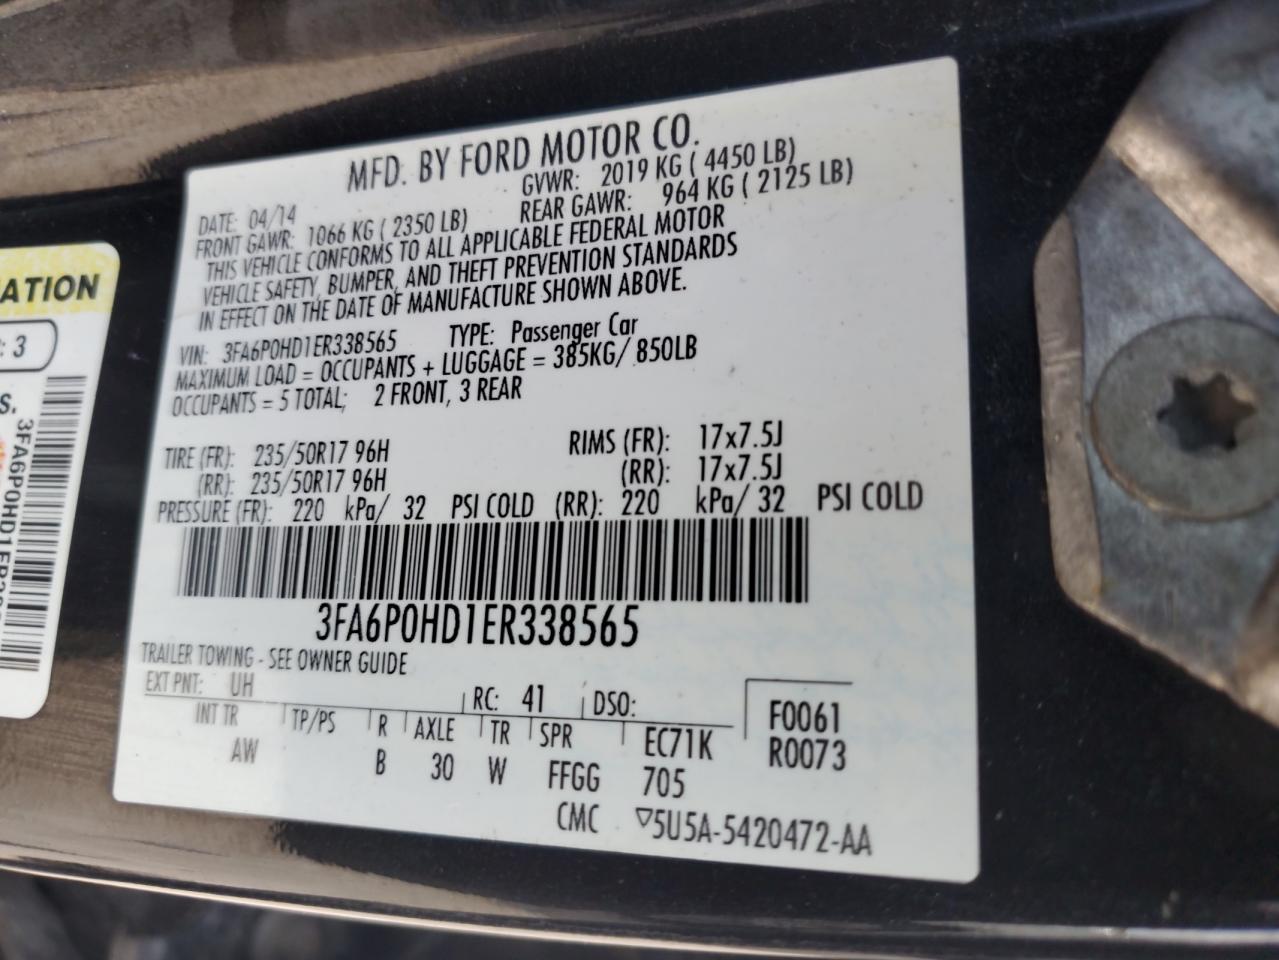 MFD. BY FORD MOTOR CO.
DATE: 04/14 GVWR: 2019 KG ( 4450 LB)
FRONT GAWR: 1066 KG ( 2350 LB) REAR GAWR: 964 KG ( 2125 LB)
THIS VEHICLE CONFORMS TO ALL APPLICABLE FEDERAL MOTOR
VEHICLE SAFETY, BUMPER, AND THEFT PREVENTION STANDARDS
IN EFFECT ON THE DATE OF MANUFACTURE SHOWN ABOVE.
VIN: 3FA6P0HD1ER338565 TYPE: Passenger Car
MAXIMUM LOAD = OCCUPANTS + LUGGAGE = 385KG/ 850LB
OCCUPANTS = 5 TOTAL; 2 FRONT, 3 REAR
TIRE (FR): 235/50R17 96H RIMS (FR): 17x7.5J
(RR): 235/50R17 96H (RR): 17x7.5J
PRESSURE (FR): 220 kPa/ 32 PSI COLD (RR): 220 kPa/ 32 PSI COLD
3FA6P0HD1ER338565
TRAILER TOWING - SEE OWNER GUIDE
EXT PNT: UH RC: 41 DSO: F0061
INT TR TP/PS R AXLE TR SPR EC71K R0073
AW B 30 W FFGG 705
CMC ▽5U5A-5420472-AA
ATION
: 3
S.
3FA6P0HD1ER